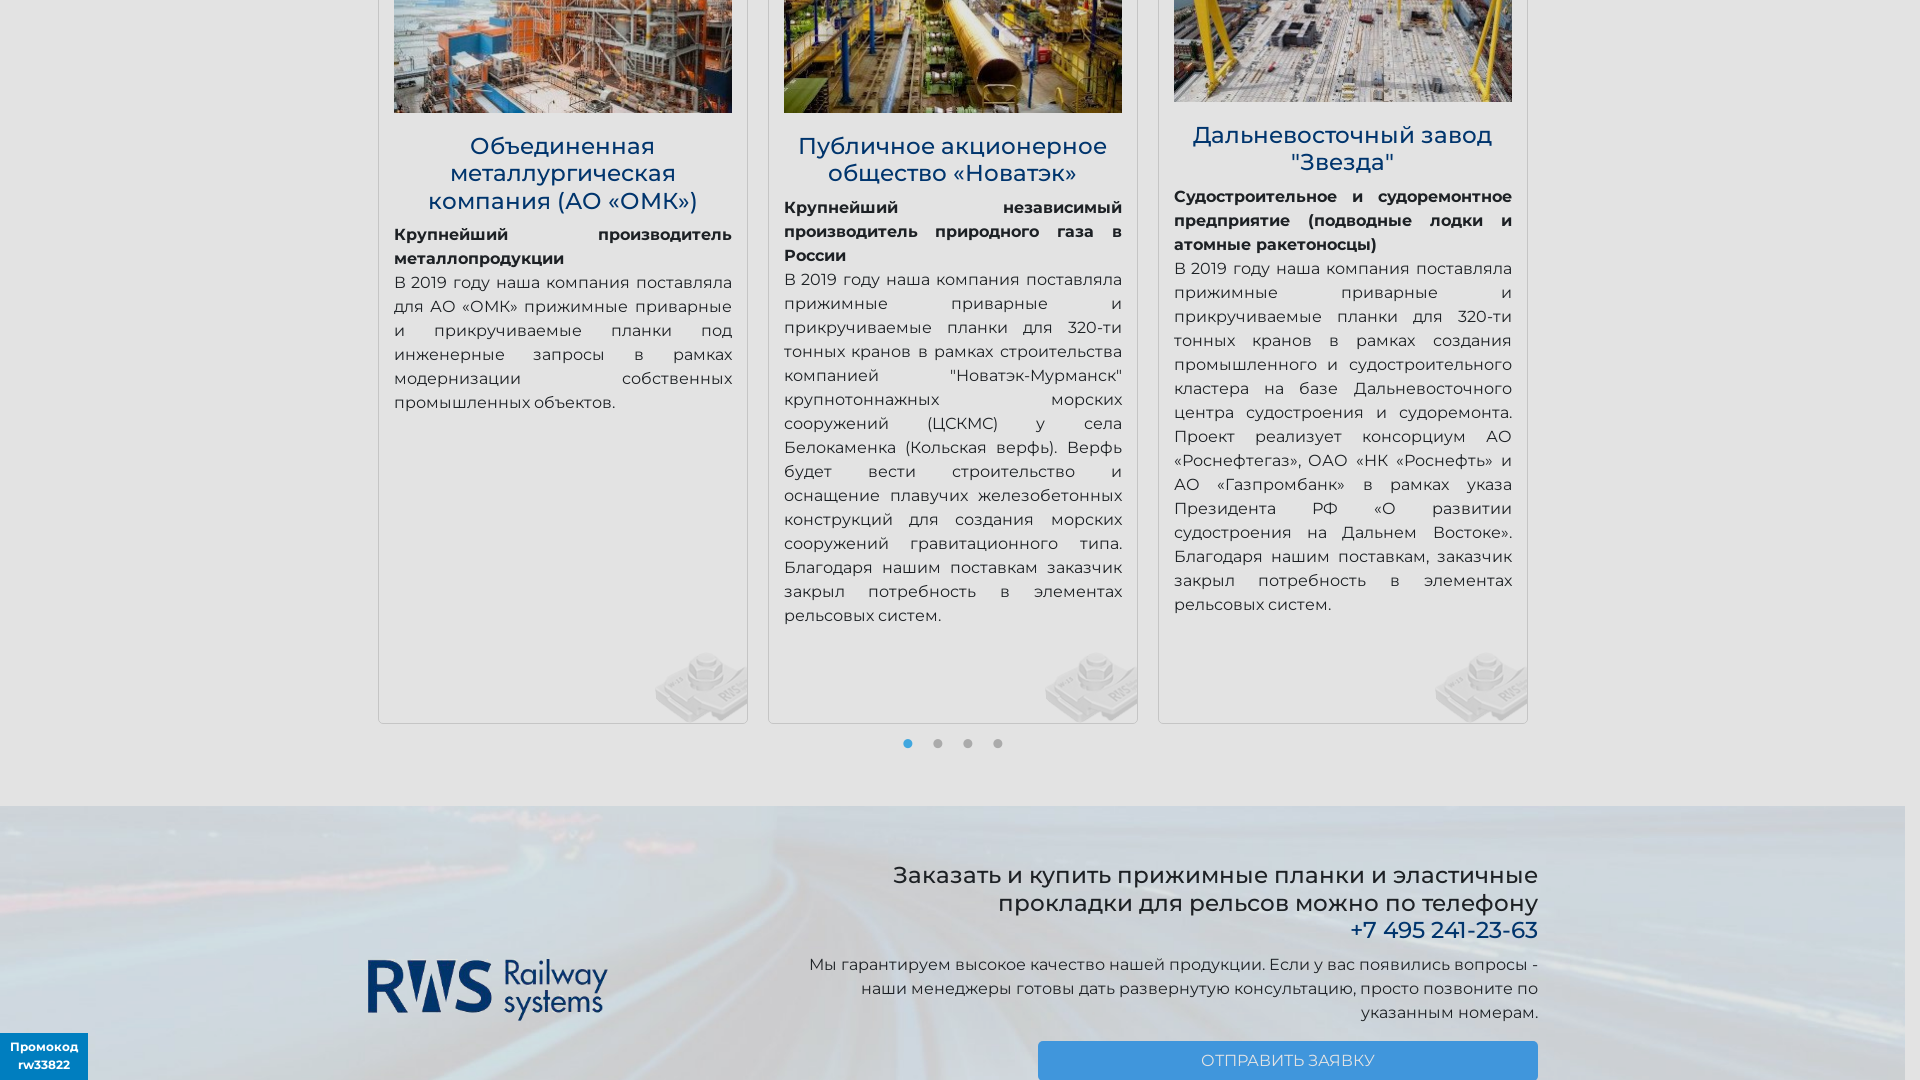 Объединенная
металлургическая
компания (АО «ОМК»)
Крупнейший производитель
металлопродукции
В 2019 году наша компания поставляла
для АО «ОМК» прижимные приварные
и прикручиваемые планки под
инженерные запросы в рамках
модернизации собственных
промышленных объектов.
Публичное акционерное
общество «Новатэк»
Крупнейший независимый
производитель природного газа в
России
В 2019 году наша компания поставляла
прижимные приварные и
прикручиваемые планки для 320-ти
тонных кранов в рамках строительства
компанией "Новатэк-Мурманск"
крупнотоннажных морских
сооружений (ЦСКМС) у села
Белокаменка (Кольская верфь). Верфь
будет вести строительство и
оснащение плавучих железобетонных
конструкций для создания морских
сооружений гравитационного типа.
Благодаря нашим поставкам заказчик
закрыл потребность в элементах
рельсовых систем.
Дальневосточный завод
"Звезда"
Судостроительное и судоремонтное
предприятие (подводные лодки и
атомные ракетоносцы)
В 2019 году наша компания поставляла
прижимные приварные и
прикручиваемые планки для 320-ти
тонных кранов в рамках создания
промышленного и судостроительного
кластера на базе Дальневосточного
центра судостроения и судоремонта.
Проект реализует консорциум АО
«Роснефтегаз», ОАО «НК «Роснефть» и
АО «Газпромбанк» в рамках указа
Президента РФ «О развитии
судостроения на Дальнем Востоке».
Благодаря нашим поставкам, заказчик
закрыл потребность в элементах
рельсовых систем.
RWS Railway
systems
Заказать и купить прижимные планки и эластичные
прокладки для рельсов можно по телефону
+7 495 241-23-63
Мы гарантируем высокое качество нашей продукции. Если у вас появились вопросы -
наши менеджеры готовы дать развернутую консультацию, просто позвоните по
указанным номерам.
ОТПРАВИТЬ ЗАЯВКУ
Промокод
rw33822